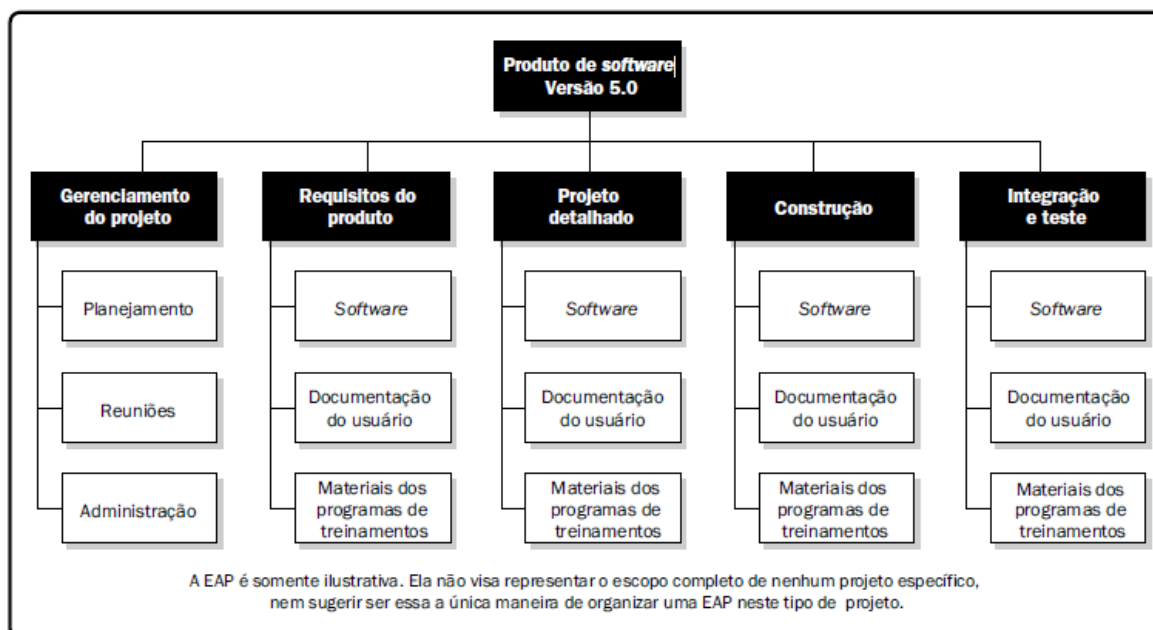 Produto de software
Versão 5.0
Gerenciamento
do projeto
Requisitos do
produto
Projeto
detalhado
Construção
Integração
e teste
Planejamento
Software
Software
Software
Software
Reuniões
Documentação
do usuário
Documentação
do usuário
Documentação
do usuário
Documentação
do usuário
Administração
Materiais dos
programas de
treinamentos
Materiais dos
programas de
treinamentos
Materiais dos
programas de
treinamentos
Materiais dos
programas de
treinamentos
A EAP é somente ilustrativa. Ela não visa representar o escopo completo de nenhum projeto específico,
nem sugerir ser essa a única maneira de organizar uma EAP neste tipo de projeto.